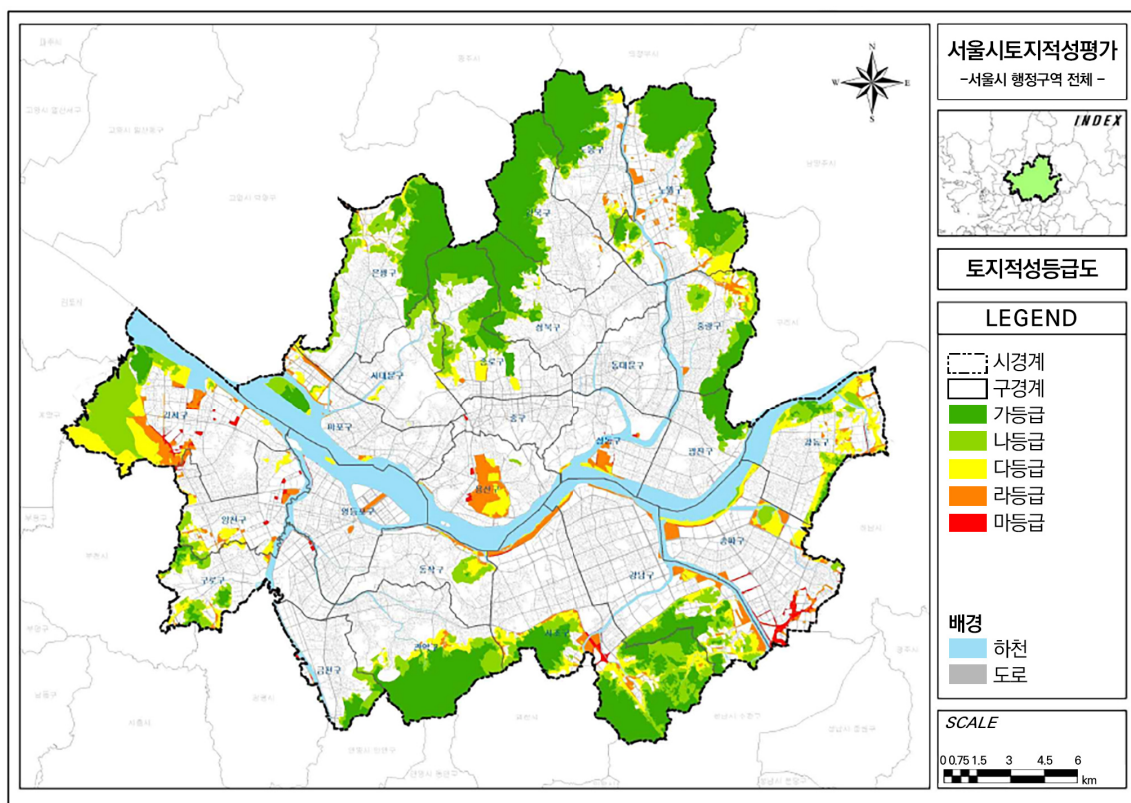 서울시토지적성평가
-서울시 행정구역 전체 -
INDEX
토지적성등급도
LEGEND
시경계
구경계
가등급
나등급
다등급
라등급
마등급
배경
하천
도로
SCALE
0 0.75 1.5 3 4.5 6
km
N
W E
S
노원구
강북구
은평구
성북구
중랑구
종로구
동대문구
서대문구
강서구
중구
마포구
성동구
강동구
광진구
용산구
영등포구
양천구
송파구
동작구
강남구
구로구
서초구
관악구
금천구